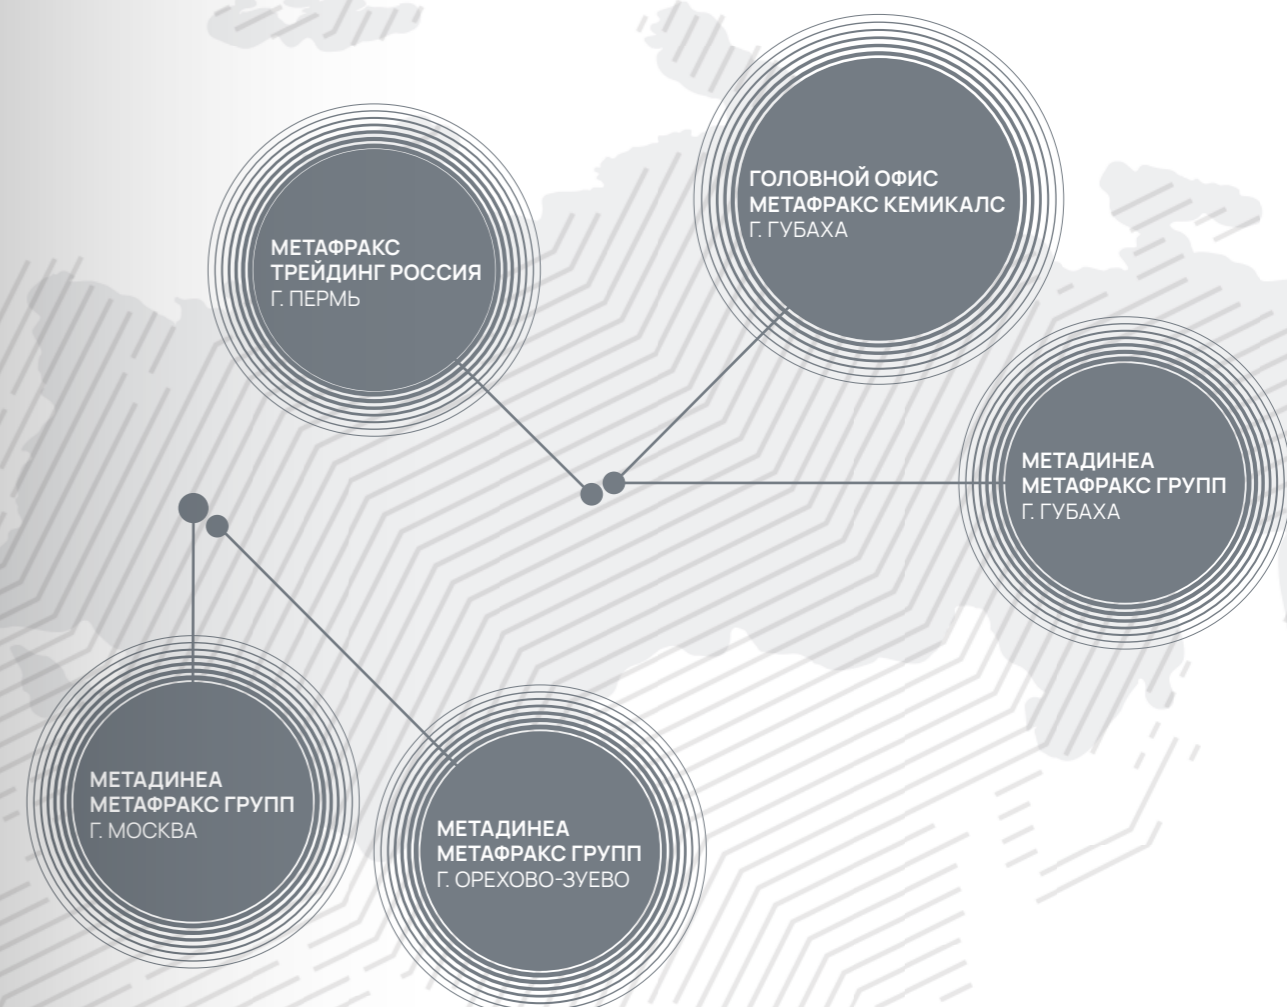 ГОЛОВНОЙ ОФИС
МЕТАФРАКС КЕМИКАЛС
Г. ГУБАХА
МЕТАФРАКС
ТРЕЙДИНГ РОССИЯ
Г. ПЕРМЬ
МЕТАДИНЕА
МЕТАФРАКС ГРУПП
Г. ГУБАХА
МЕТАДИНЕА
МЕТАФРАКС ГРУПП
Г. МОСКВА
МЕТАДИНЕА
МЕТАФРАКС ГРУПП
Г. ОРЕХОВО-ЗУЕВО